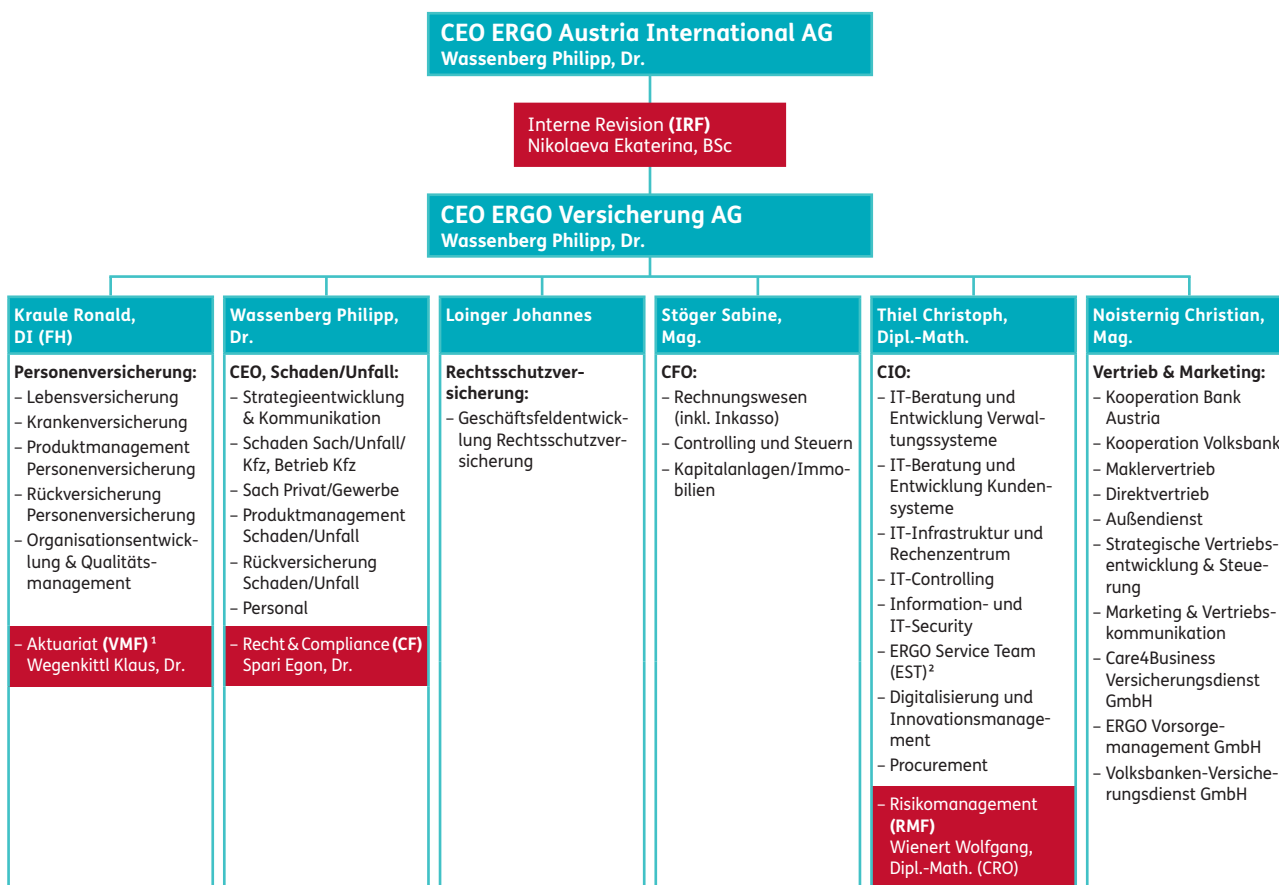 CEO ERGO Austria International AG
Wassenberg Philipp, Dr.
Interne Revision (IRF)
Nikolaeva Ekaterina, BSc
CEO ERGO Versicherung AG
Wassenberg Philipp, Dr.
Kraule Ronald,
DI (FH)
Personenversicherung:
– Lebensversicherung
– Krankenversicherung
– Produktmanagement
Personenversicherung
– Rückversicherung
Personenversicherung
– Organisationsentwick-
lung & Qualitäts-
management
– Aktuariat (VMF) ¹
Wegenkittl Klaus, Dr.
Wassenberg Philipp,
Dr.
CEO, Schaden/Unfall:
– Strategieentwicklung
& Kommunikation
– Schaden Sach/Unfall/
Kfz, Betrieb Kfz
– Sach Privat/Gewerbe
– Produktmanagement
Schaden/Unfall
– Rückversicherung
Schaden/Unfall
– Personal
– Recht & Compliance (CF)
Spari Egon, Dr.
Loinger Johannes
Rechtsschutzver-
sicherung:
– Geschäftsfeldentwick-
lung Rechtsschutzver-
sicherung
Stöger Sabine,
Mag.
CFO:
– Rechnungswesen
(inkl. Inkasso)
– Controlling und Steuern
– Kapitalanlagen/Immo-
bilien
Thiel Christoph,
Dipl.-Math.
CIO:
– IT-Beratung und
Entwicklung Verwal-
tungssysteme
– IT-Beratung und
Entwicklung Kunden-
systeme
– IT-Infrastruktur und
Rechenzentrum
– IT-Controlling
– Information- und
IT-Security
– ERGO Service Team
(EST)²
– Digitalisierung und
Innovationsmanage-
ment
– Procurement
– Risikomanagement
(RMF)
Wienert Wolfgang,
Dipl.-Math. (CRO)
Noisternig Christian,
Mag.
Vertrieb & Marketing:
– Kooperation Bank
Austria
– Kooperation Volksbank
– Maklervertrieb
– Direktvertrieb
– Außendienst
– Strategische Vertriebs-
entwicklung & Steue-
rung
– Marketing & Vertriebs-
kommunikation
– Care4Business
Versicherungsdienst
GmbH
– ERGO Vorsorge-
management GmbH
– Volksbanken-Versiche-
rungsdienst GmbH